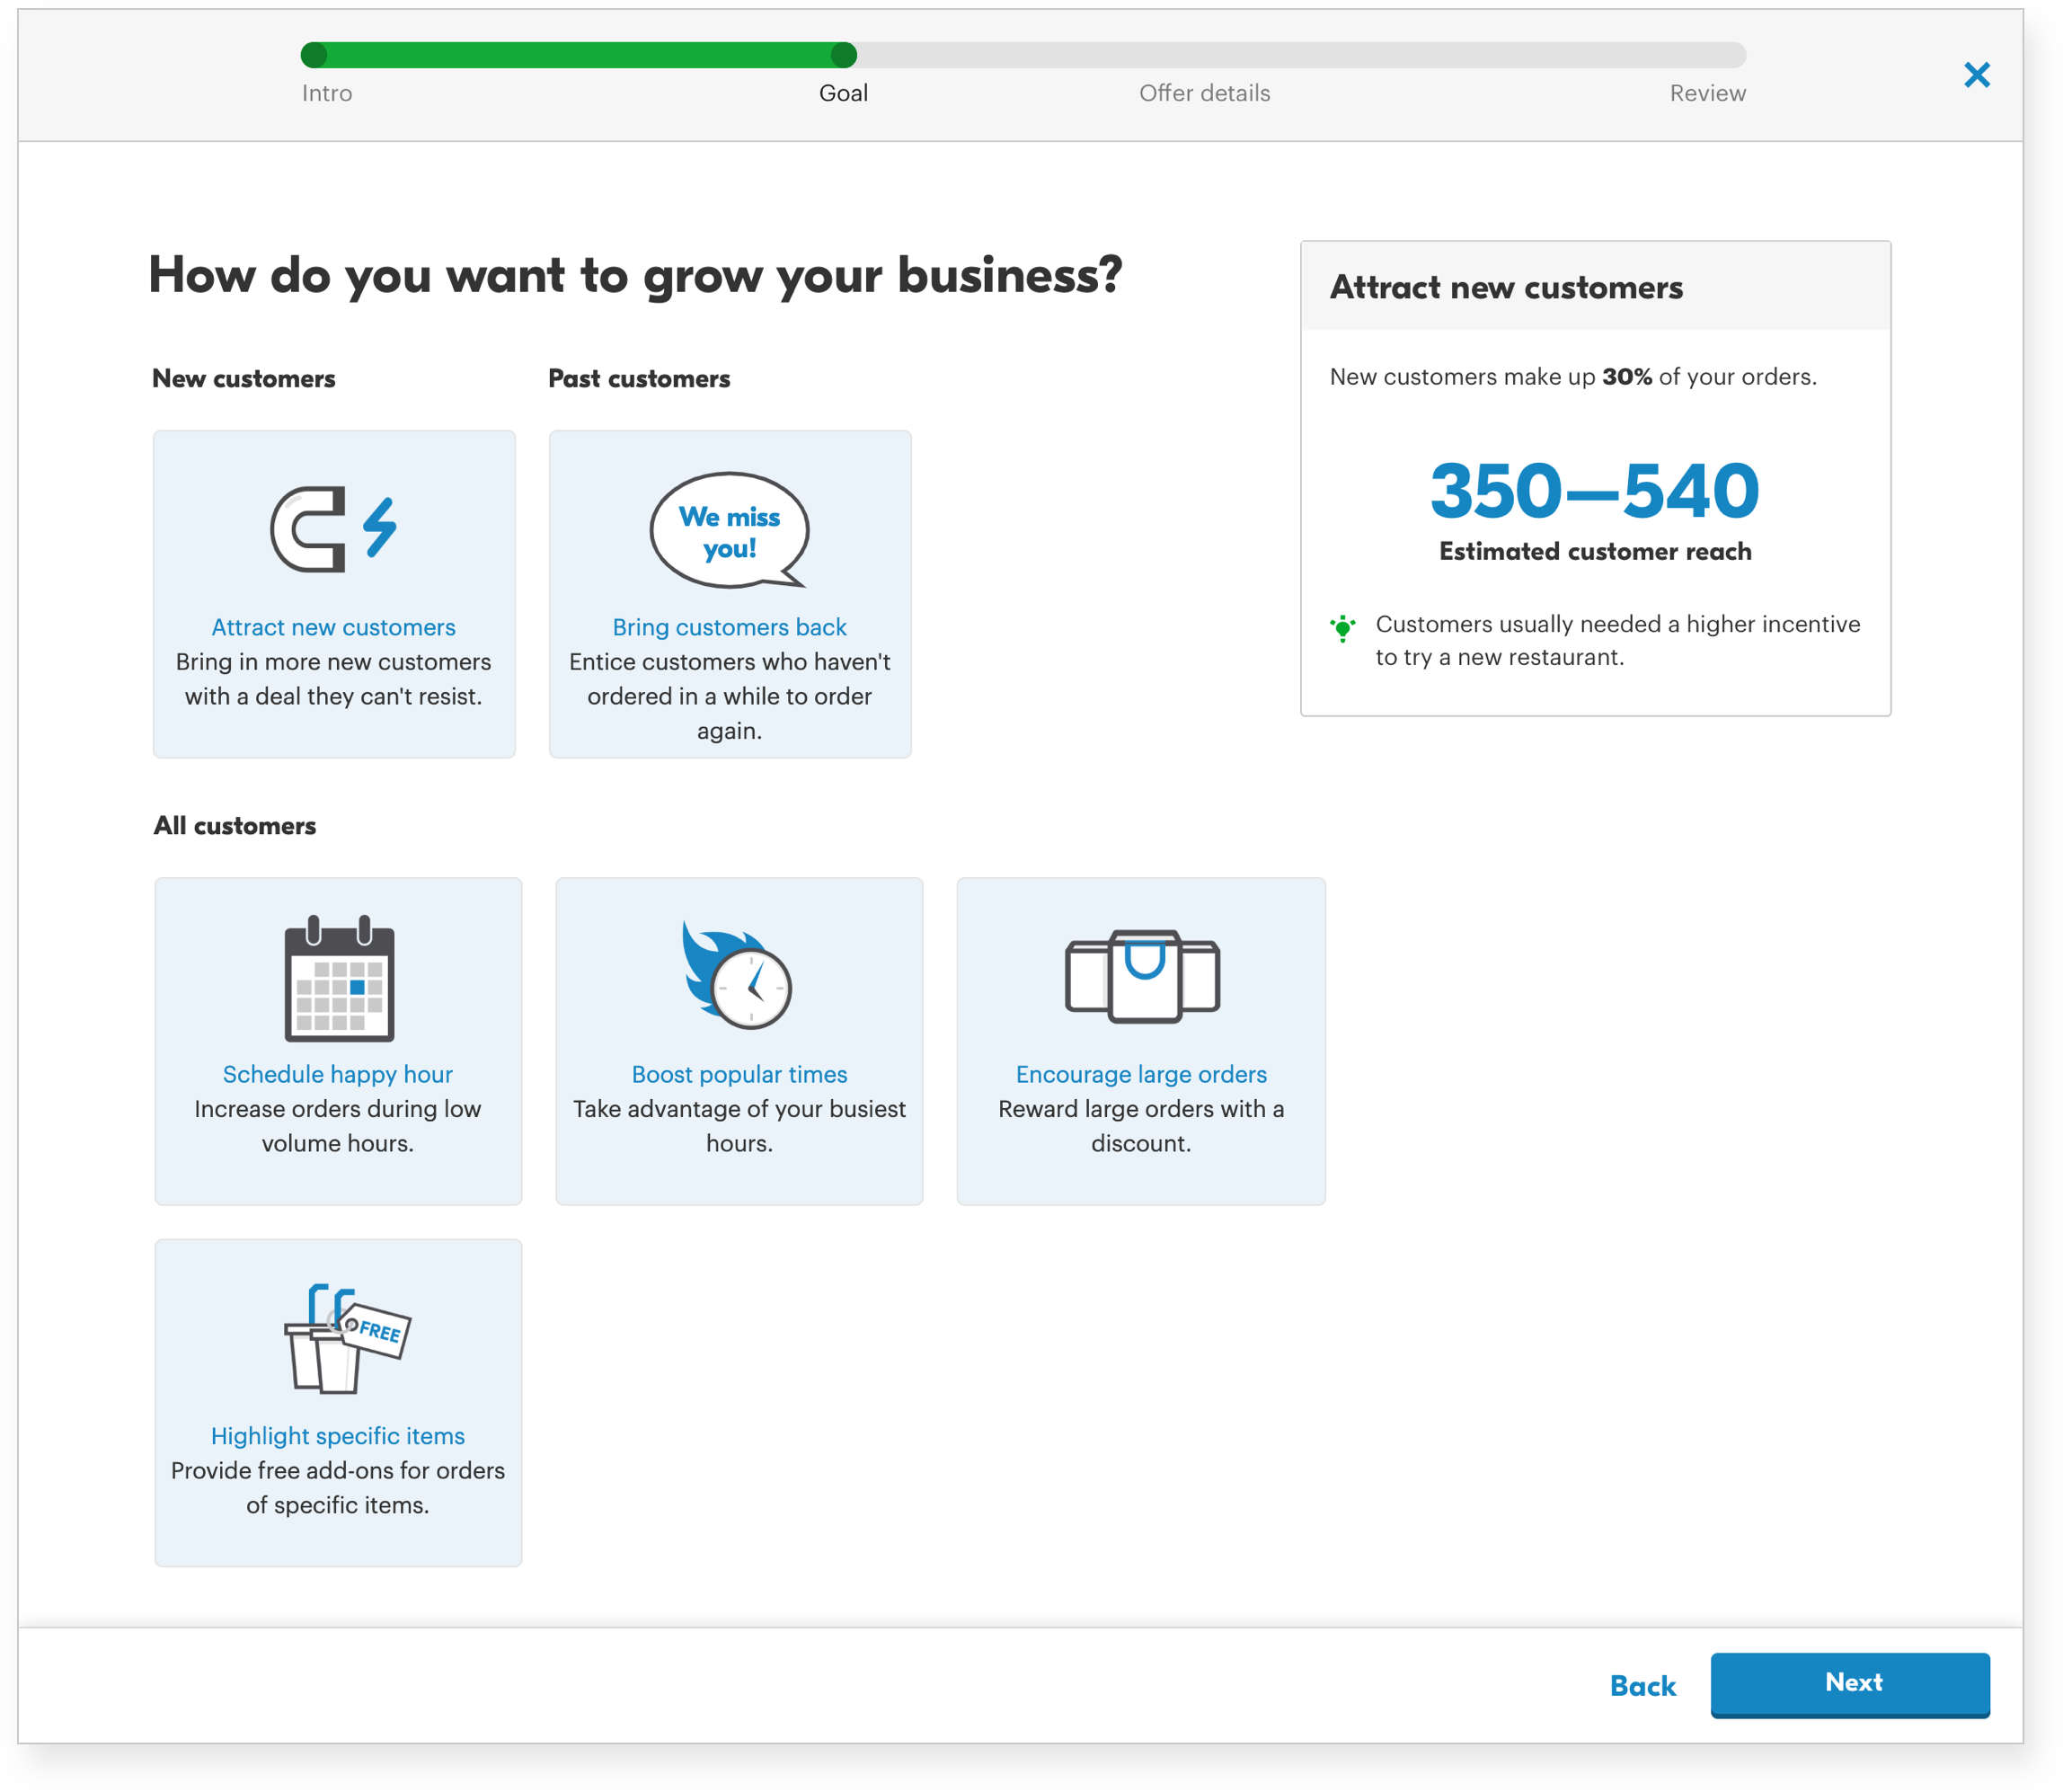 Intro
Goal
Offer details
Review
How do you want to grow your business?
New customers
Past customers
We miss
you!
Attract new customers
Bring in more new customers
with a deal they can't resist.
Bring customers back
Entice customers who haven't
ordered in a while to order
again.
Attract new customers
New customers make up 30% of your orders.
350—540
Estimated customer reach
Customers usually needed a higher incentive
to try a new restaurant.
All customers
Schedule happy hour
Increase orders during low
volume hours.
Boost popular times
Take advantage of your busiest
hours.
Encourage large orders
Reward large orders with a
discount.
FREE
Highlight specific items
Provide free add-ons for orders
of specific items.
Back
Next